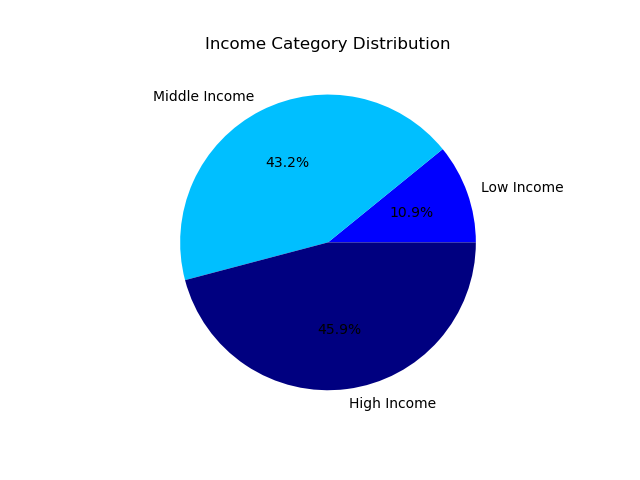 Income Category Distribution
Middle Income
43.2%
Low Income
10.9%
45.9%
High Income